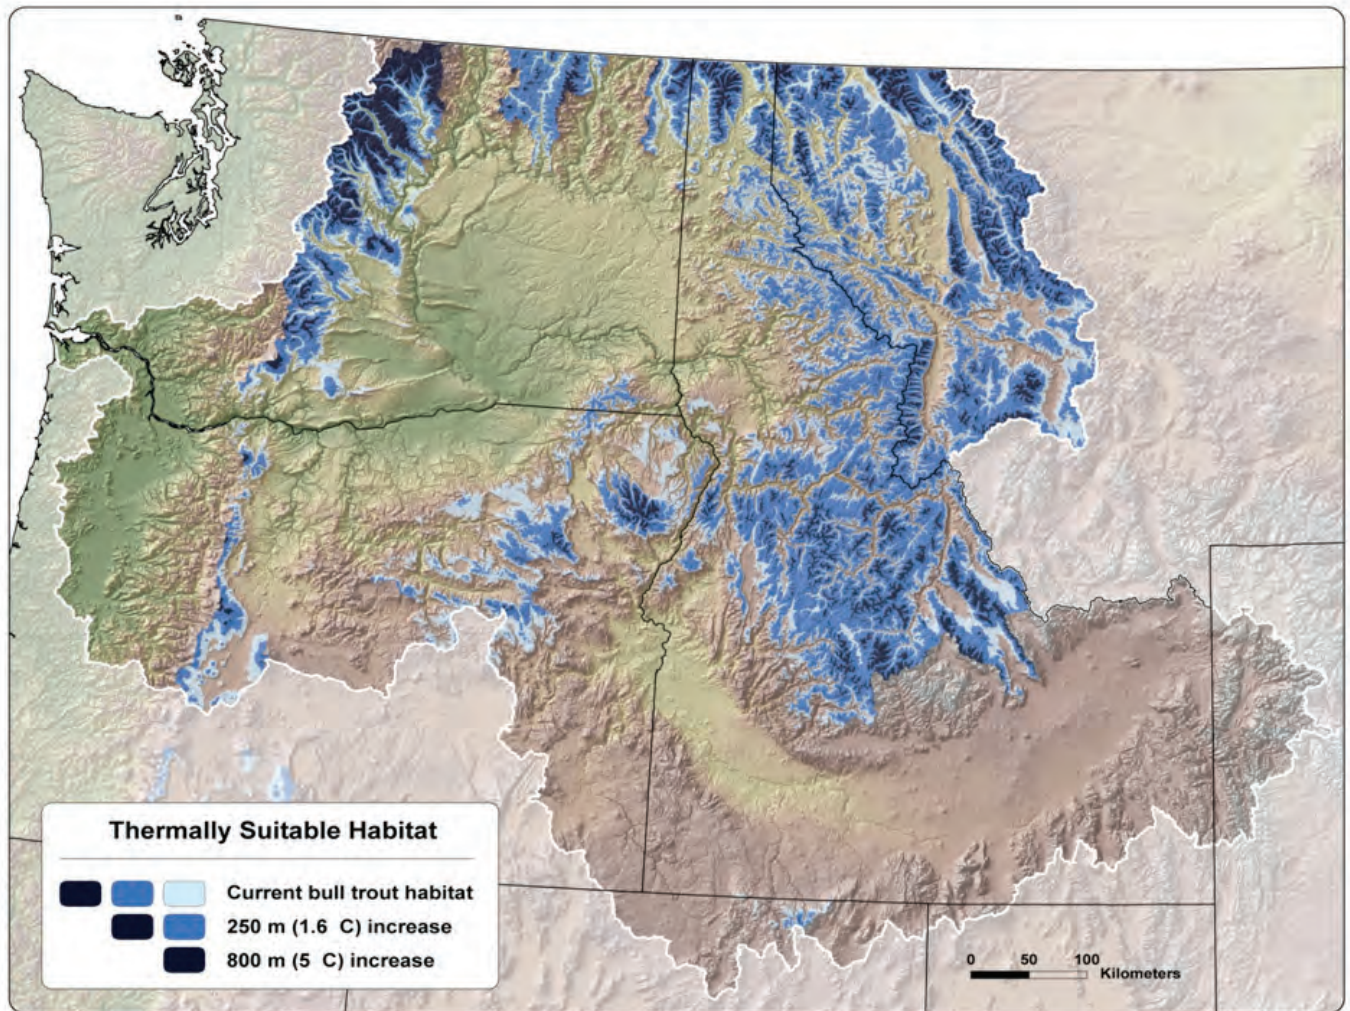 Thermally Suitable Habitat
Current bull trout habitat
250 m (1.6 C) increase
800 m (5 C) increase
0 50 100
Kilometers